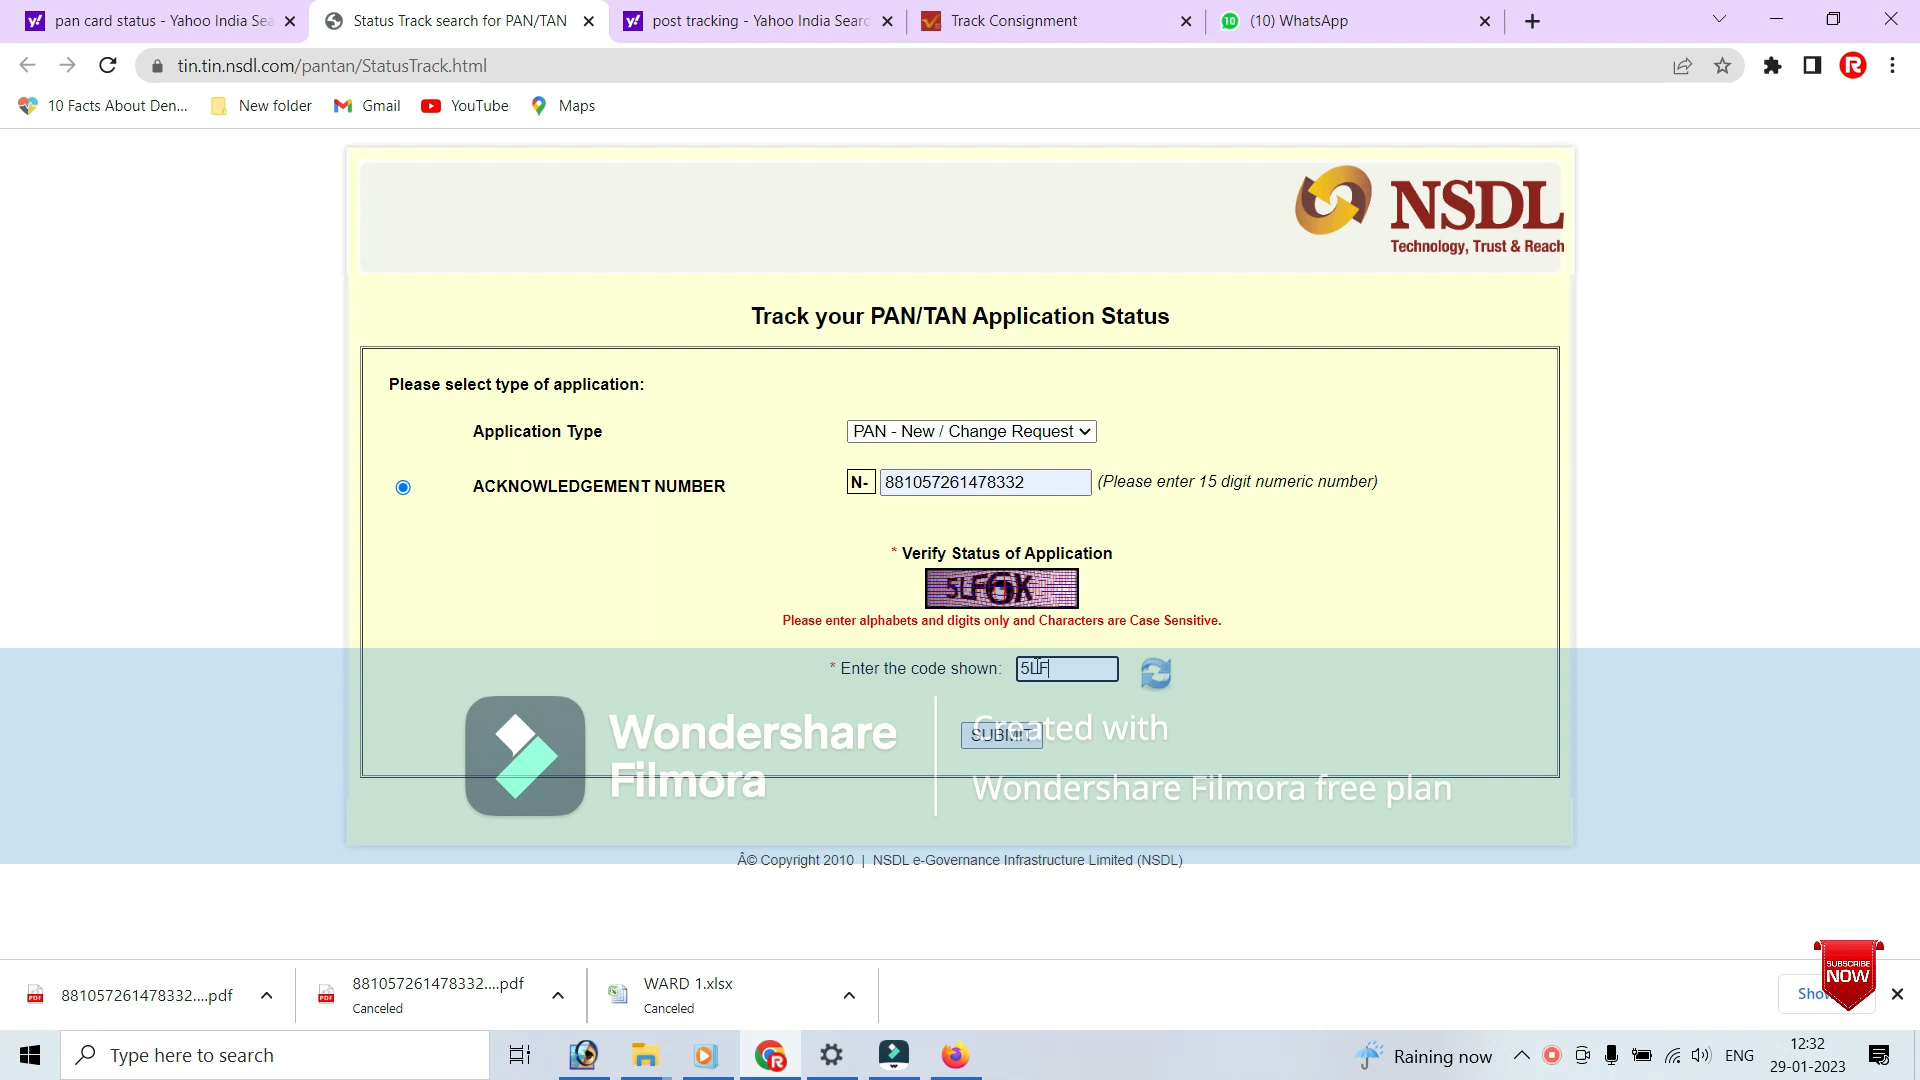 pan card status - Yahoo India Sea
Status Track search for PAN/TAN
post tracking - Yahoo India Searc
Track Consignment
(10) WhatsApp
tin.tin.nsdl.com/pantan/StatusTrack.html
10 Facts About Den...
New folder
Gmail
YouTube
Maps
NSDL
Technology, Trust & Reach
Track your PAN/TAN Application Status
Please select type of application:
Application Type
PAN - New / Change Request
ACKNOWLEDGEMENT NUMBER
N-
881057261478332
(Please enter 15 digit numeric number)
* Verify Status of Application
Please enter alphabets and digits only and Characters are Case Sensitive.
* Enter the code shown:
5LF
SUBMIT
Wondershare
Filmora
Created with
Wondershare Filmora free plan
Â© Copyright 2010 | NSDL e-Governance Infrastructure Limited (NSDL)
881057261478332....pdf
881057261478332....pdf
Canceled
WARD 1.xlsx
Canceled
SUBSCRIBE
NOW
Type here to search
Raining now
ENG
12:32
29-01-2023